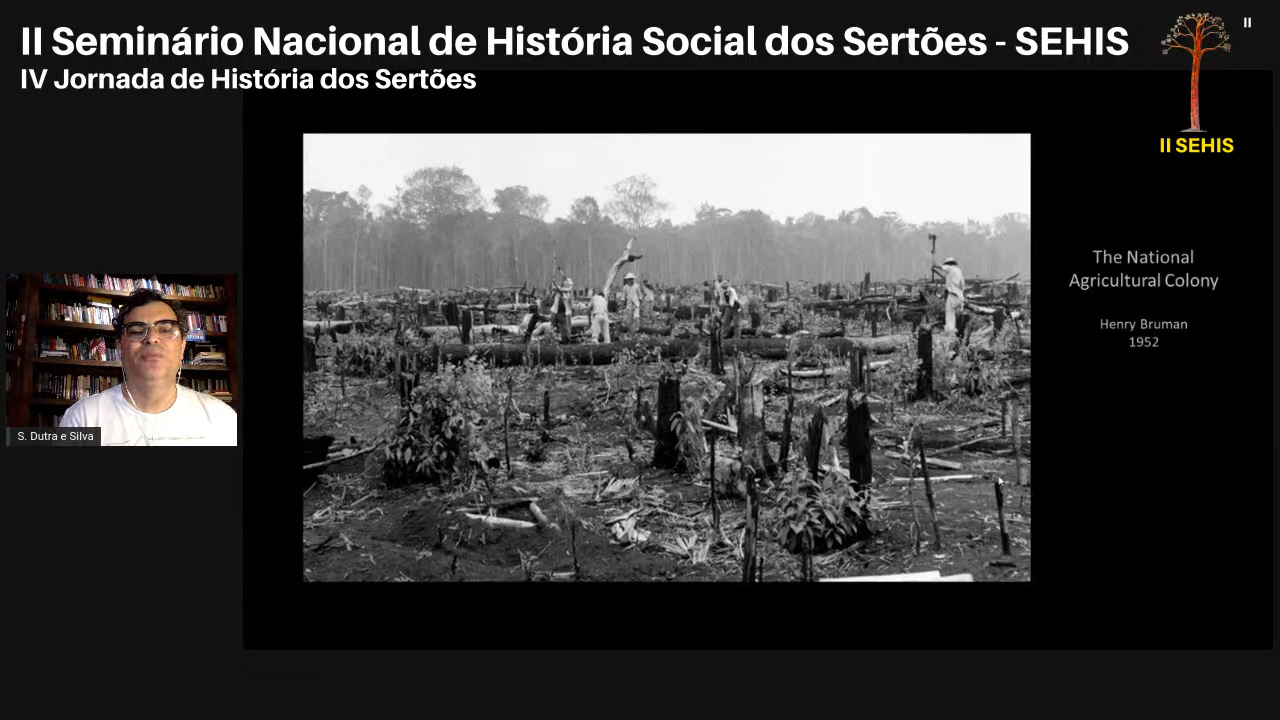 II Seminário Nacional de História Social dos Sertões - SEHIS
IV Jornada de História dos Sertões
II
II SEHIS
The National
Agricultural Colony
Henry Bruman
1952
S. Dutra e Silva